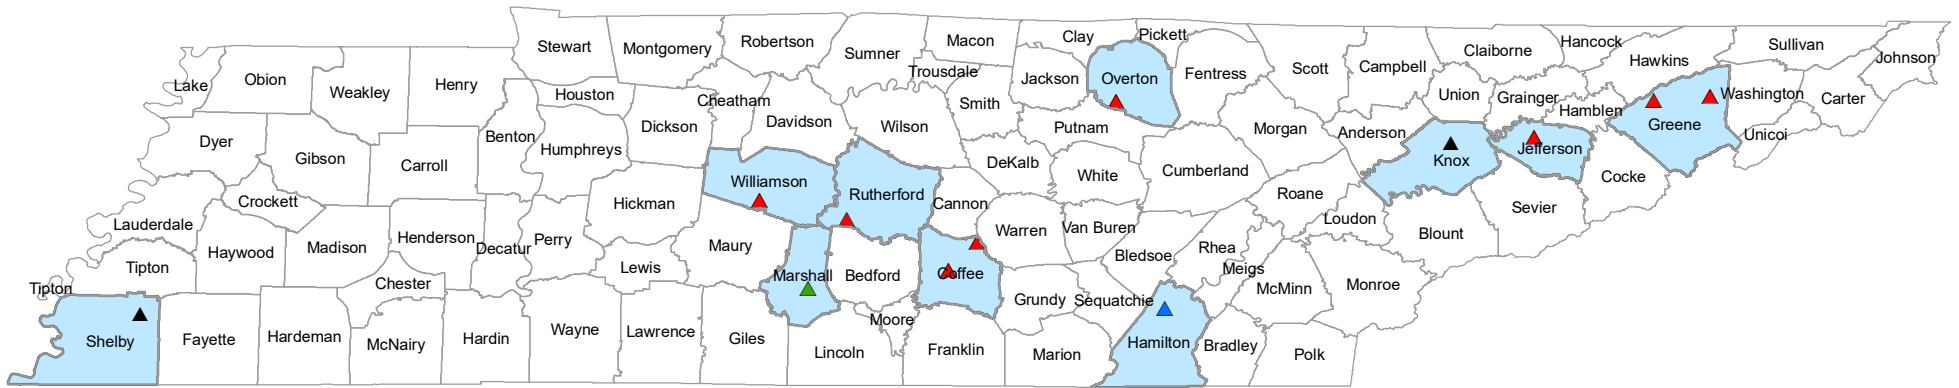 Stewart
Montgomery
Robertson
Sumner
Macon
Trousdale
Clay
Pickett
Overton
Jackson
Fentress
Scott
Campbell
Claiborne
Hancock
Hawkins
Sullivan
Johnson
Lake
Obion
Weakley
Henry
Houston
Cheatham
Smith
Union
Grainger
Hamblen
Washington
Carter
Dyer
Gibson
Carroll
Benton
Humphreys
Dickson
Davidson
Wilson
Putnam
Morgan
Anderson
Knox
Jefferson
Greene
Unicoi
Crockett
Williamson
Rutherford
DeKalb
White
Cumberland
Roane
Cocke
Lauderdale
Haywood
Madison
Henderson
Decatur
Perry
Hickman
Maury
Cannon
Warren
Van Buren
Bledsoe
Rhea
Loudon
Blount
Sevier
Tipton
Tipton
Chester
Lewis
Marshall
Bedford
Coffee
Grundy
Sequatchie
Meigs
McMinn
Monroe
Shelby
Fayette
Hardeman
McNairy
Hardin
Wayne
Lawrence
Giles
Moore
Lincoln
Franklin
Marion
Hamilton
Bradley
Polk